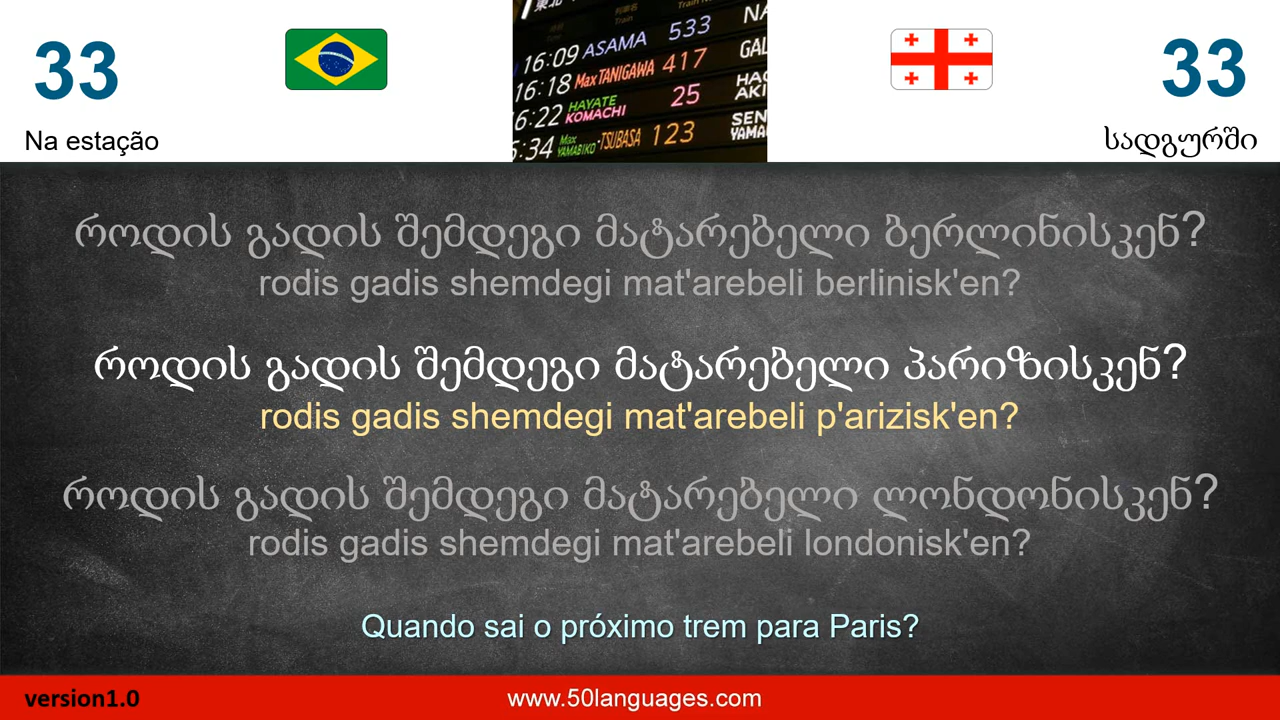 33
33
Na estação
სადგურში
16:09 ASAMA 533
16:18 Max TANIGAWA 417
6:22 HAYATE KOMACHI 25
:34 Max YAMABIKO·TSUBASA 123
როდის გადის შემდეგი მატარებელი ბერლინისკენ?
rodis gadis shemdegi mat'arebeli berlinisk'en?
როდის გადის შემდეგი მატარებელი პარიზისკენ?
rodis gadis shemdegi mat'arebeli p'arizisk'en?
როდის გადის შემდეგი მატარებელი ლონდონისკენ?
rodis gadis shemdegi mat'arebeli londonisk'en?
Quando sai o próximo trem para Paris?
version1.0
www.50languages.com